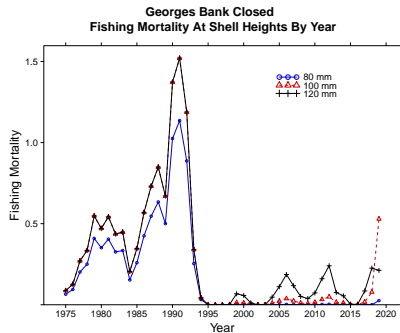 Georges Bank Closed
Fishing Mortality At Shell Heights By Year
80 mm
100 mm
120 mm
Fishing Mortality
1.5
1.0
0.5
1975 1980 1985 1990 1995 2000 2005 2010 2015 2020
Year